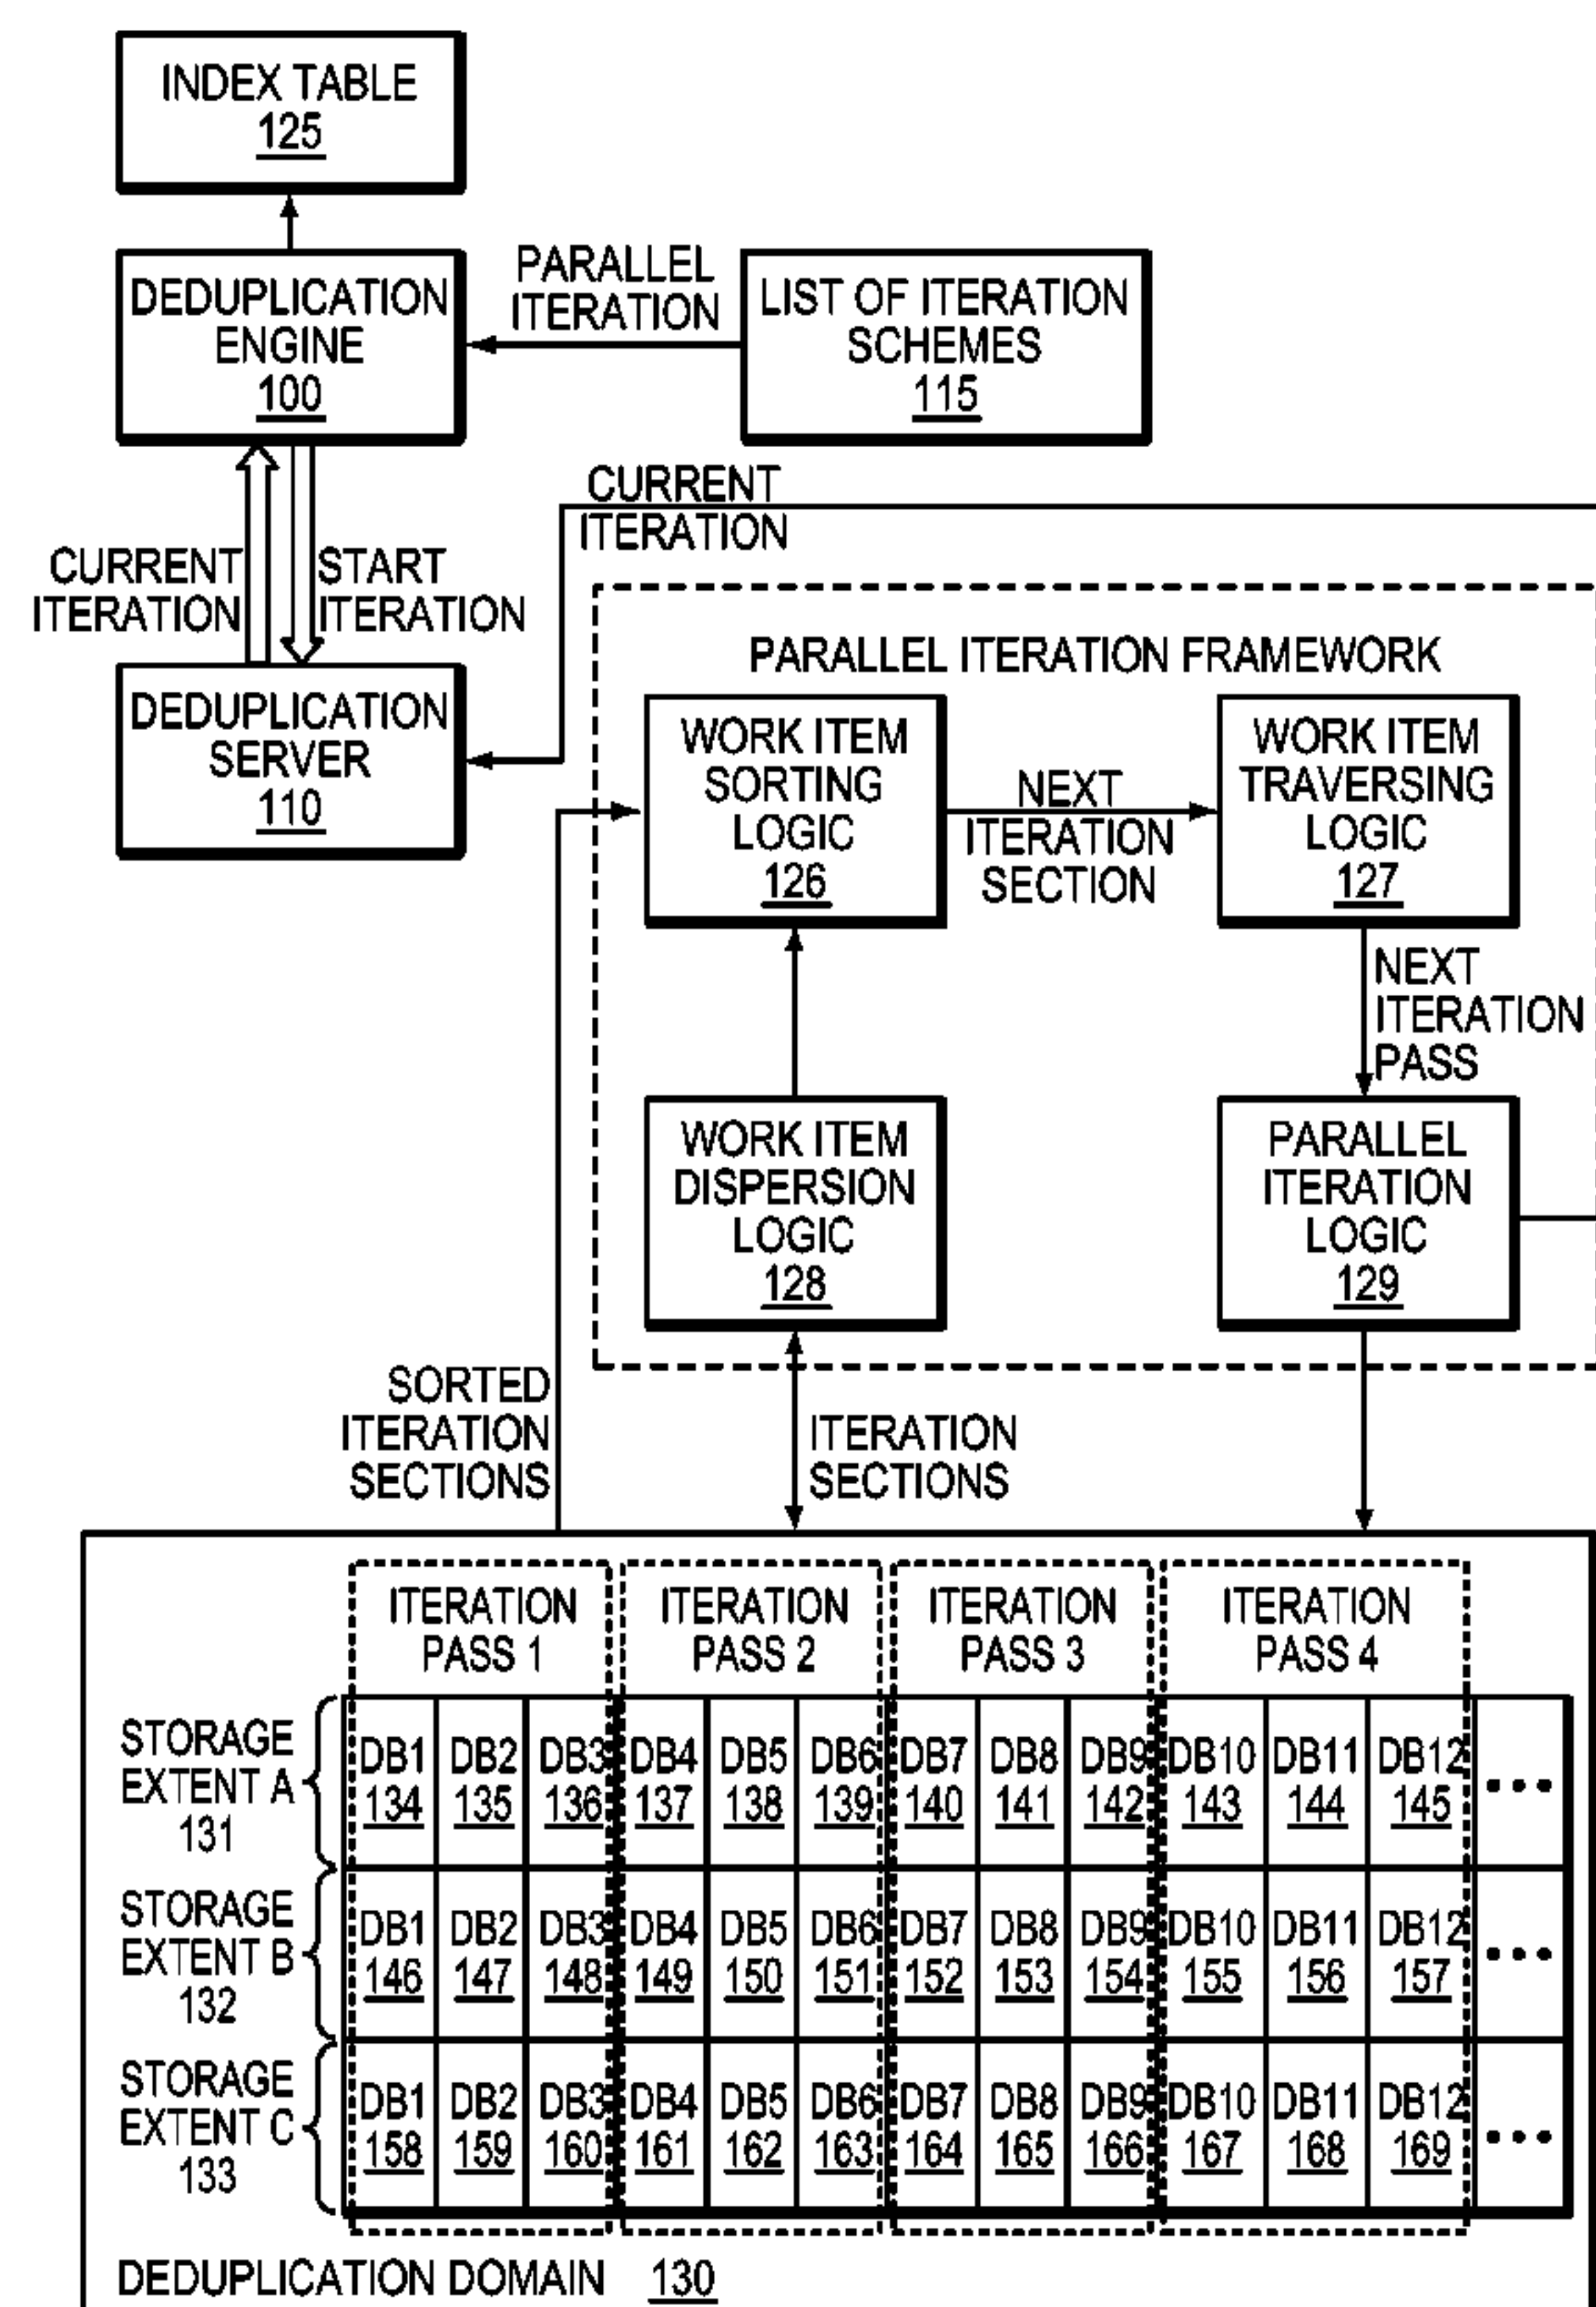 INDEX TABLE
125
DEDUPLICATION
ENGINE
100
PARALLEL
ITERATION
LIST OF ITERATION
SCHEMES
115
CURRENT
ITERATION
START
ITERATION
CURRENT
ITERATION
DEDUPLICATION
SERVER
110
PARALLEL ITERATION FRAMEWORK
WORK ITEM
SORTING
LOGIC
126
NEXT
ITERATION
SECTION
WORK ITEM
TRAVERSING
LOGIC
127
NEXT
ITERATION
PASS
WORK ITEM
DISPERSION
LOGIC
128
PARALLEL
ITERATION
LOGIC
129
SORTED
ITERATION
SECTIONS
ITERATION
SECTIONS
ITERATION
PASS 1
ITERATION
PASS 2
ITERATION
PASS 3
ITERATION
PASS 4
STORAGE
EXTENT A
131
DB1 DB2 DB3 DB4 DB5 DB6 DB7 DB8 DB9 DB10 DB11 DB12 •••
134 135 136 137 138 139 140 141 142 143 144 145
STORAGE
EXTENT B
132
DB1 DB2 DB3 DB4 DB5 DB6 DB7 DB8 DB9 DB10 DB11 DB12 •••
146 147 148 149 150 151 152 153 154 155 156 157
STORAGE
EXTENT C
133
DB1 DB2 DB3 DB4 DB5 DB6 DB7 DB8 DB9 DB10 DB11 DB12 •••
158 159 160 161 162 163 164 165 166 167 168 169
DEDUPLICATION DOMAIN 130